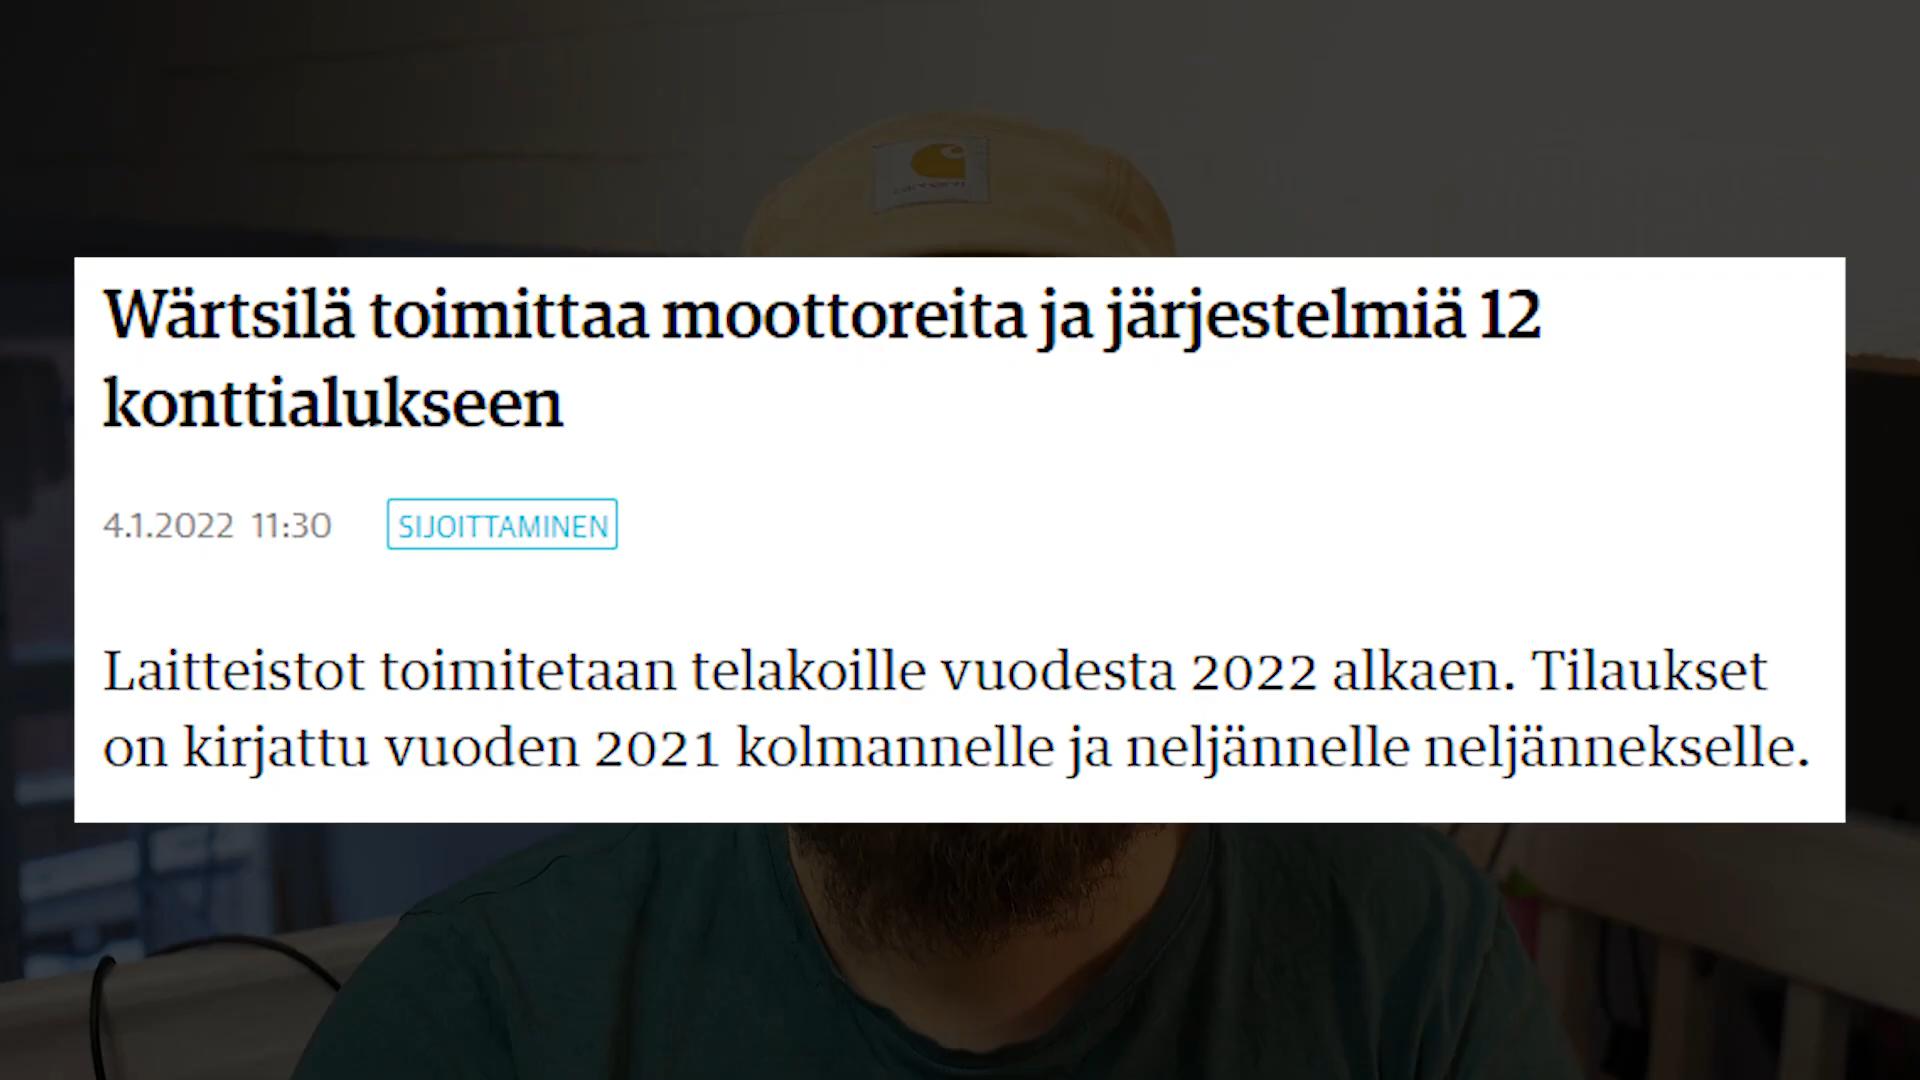 Wärtsilä toimittaa moottoreita ja järjestelmiä 12
konttialukseen
4.1.2022 11:30 SIJOITTAMINEN
Laitteistot toimitetaan telakoille vuodesta 2022 alkaen. Tilaukset
on kirjattu vuoden 2021 kolmannelle ja neljännelle neljännekselle.